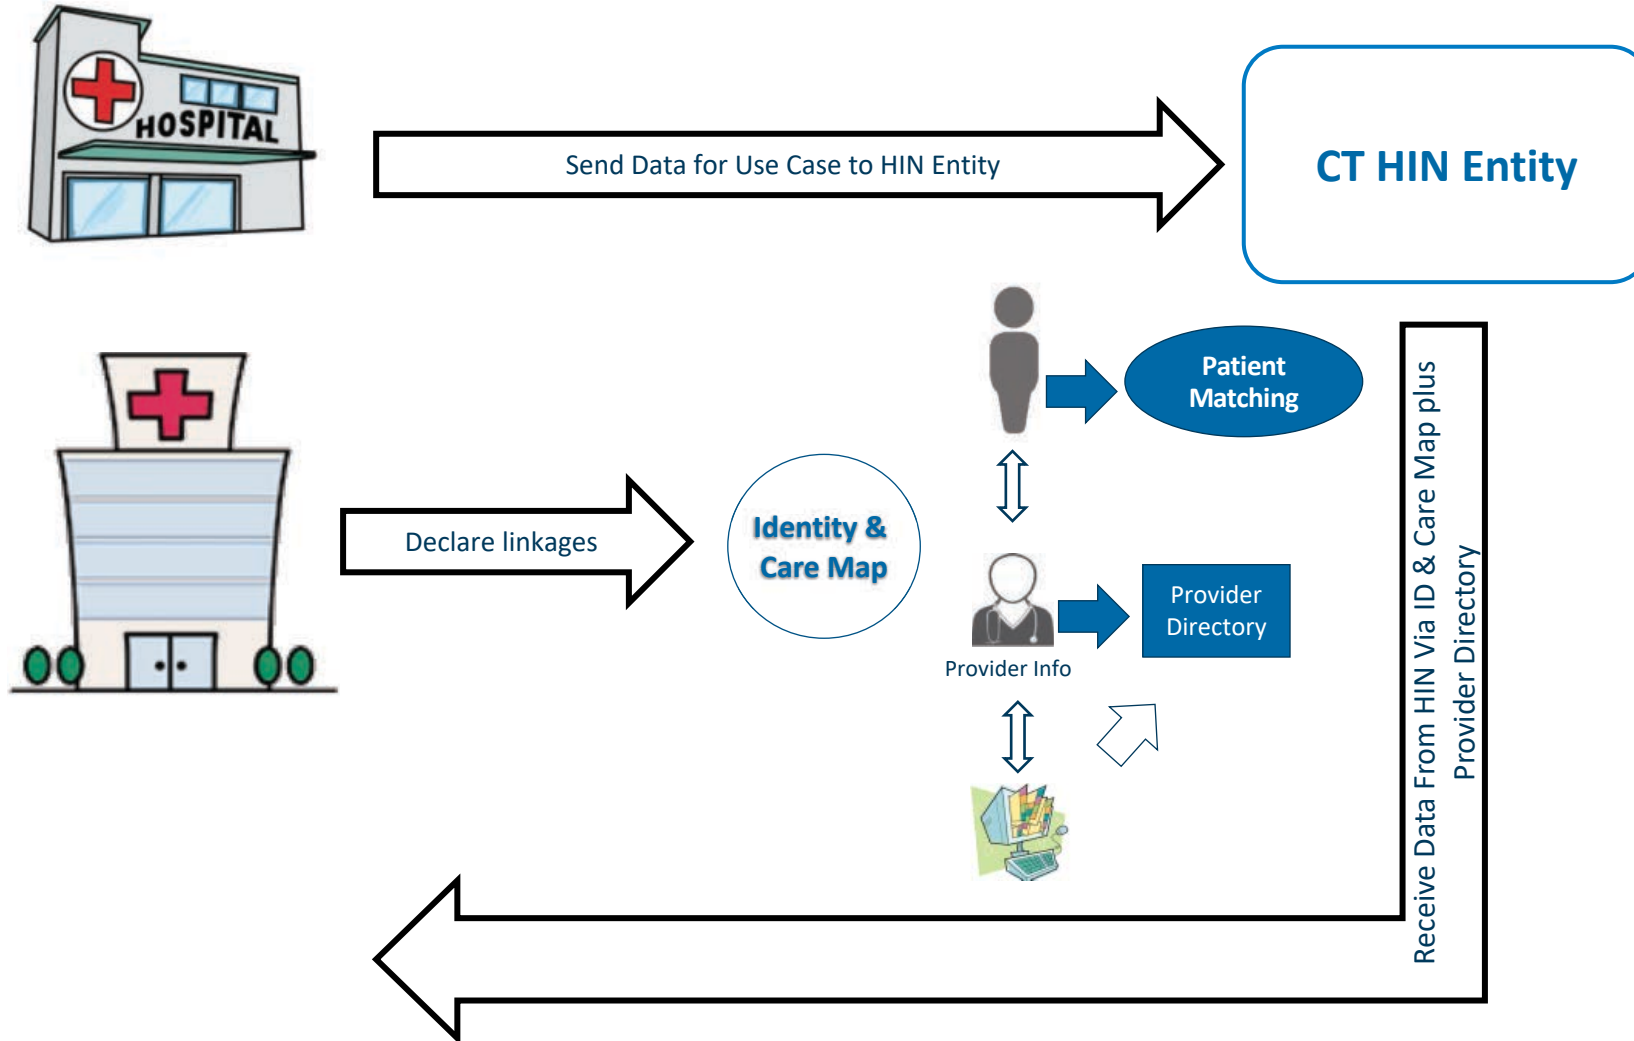 HOSPITAL
Send Data for Use Case to HIN Entity
CT HIN Entity
Patient
Matching
Declare linkages
Identity &
Care Map
Provider
Directory
Provider Info
Receive Data From HIN Via ID & Care Map plus
Provider Directory